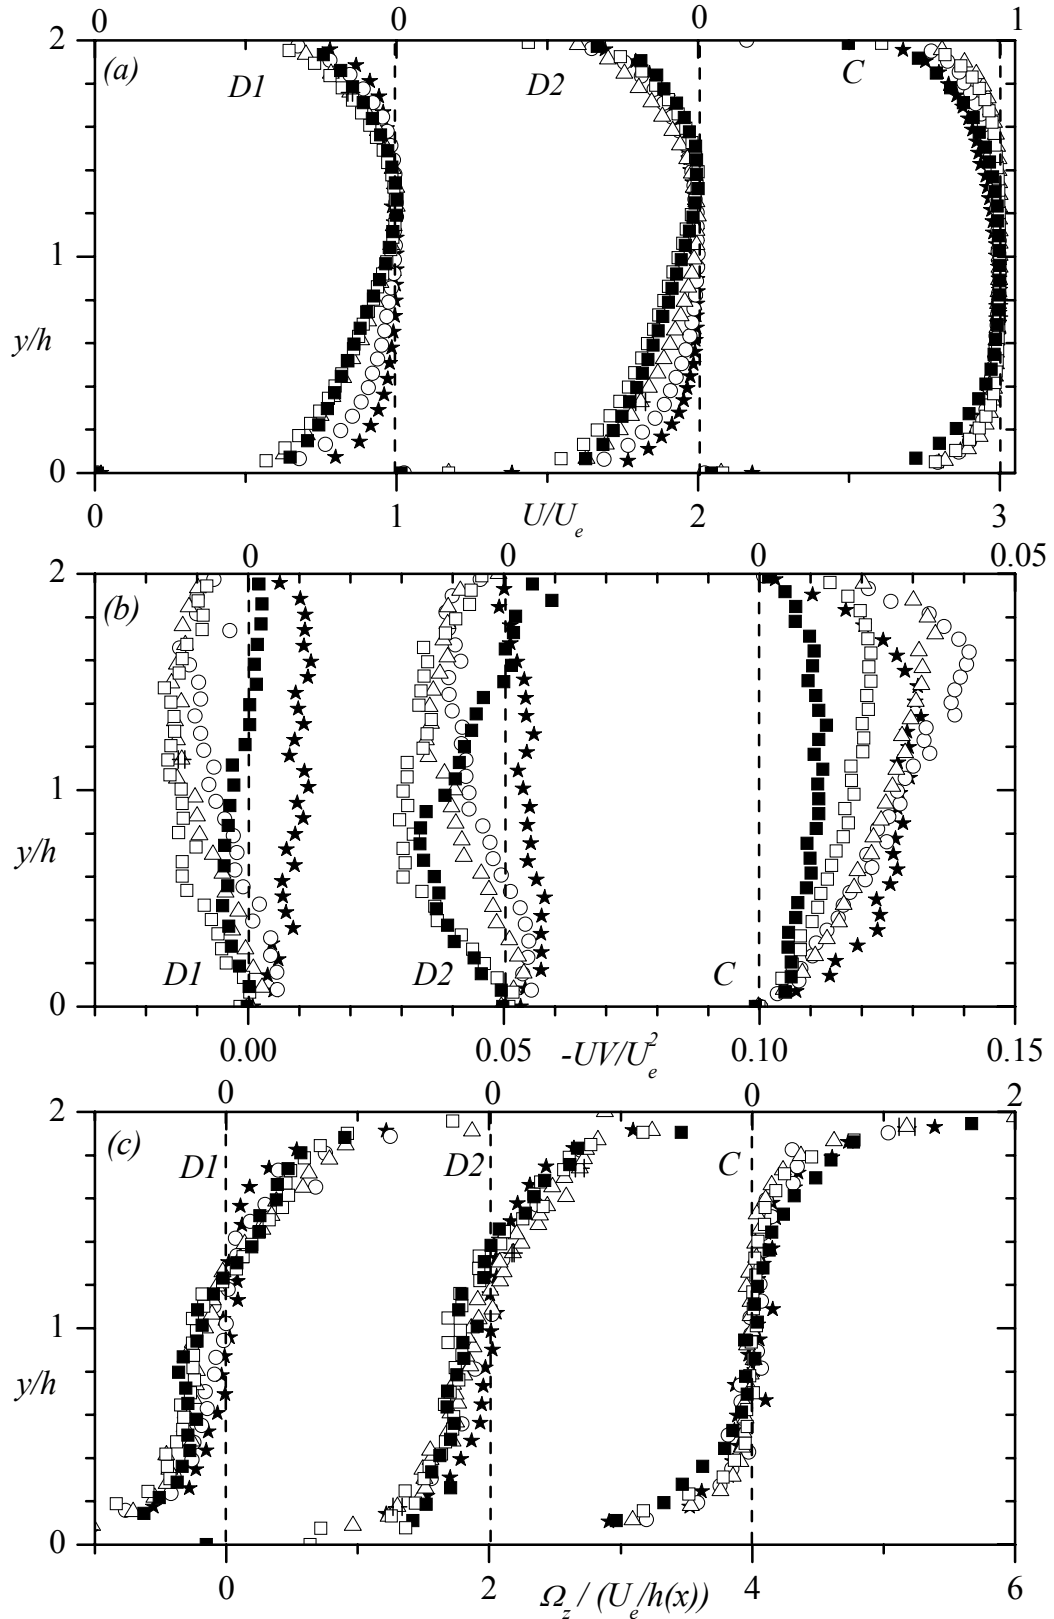 0 0 0 1
2
(a) D1 D2 C
1
y/h
0
0 1 U/U_e 2 3
0 0 0 0.05
2
(b)
1
y/h
D1 D2 C
0
0.00 0.05 -UV/U_e^2 0.10 0.15
0 0 0 2
2
(c) D1 D2 C
1
y/h
0
0 2 4 6
Ω_z / (U_e/h(x))